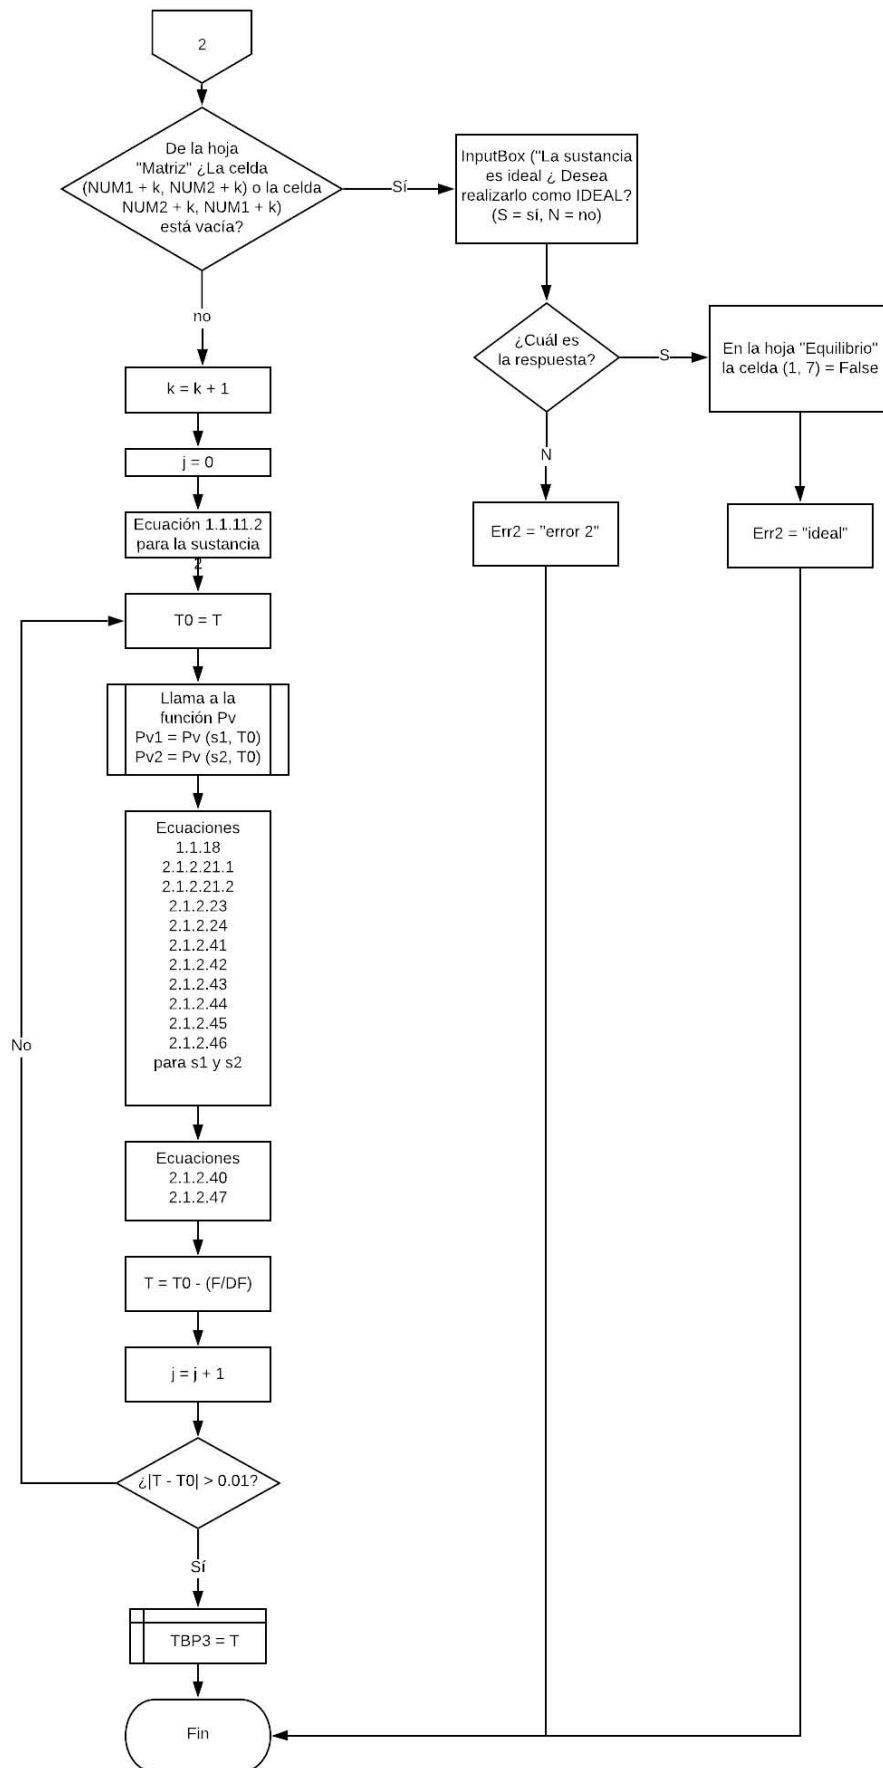 2
De la hoja
"Matriz" ¿La celda
(NUM1 + k, NUM2 + k) o la celda
NUM2 + k, NUM1 + k)
está vacía?
Sí
InputBox ("La sustancia
es ideal ¿ Desea
realizarlo como IDEAL?
(S = sí, N = no)
no
¿Cuál es
la respuesta?
S
En la hoja "Equilibrio"
la celda (1, 7) = False
k = k + 1
j = 0
N
Ecuación 1.1.11.2
para la sustancia
2
Err2 = "error 2"
Err2 = "ideal"
T0 = T
Llama a la
función Pv
Pv1 = Pv (s1, T0)
Pv2 = Pv (s2, T0)
Ecuaciones
1.1.18
2.1.2.21.1
2.1.2.21.2
2.1.2.23
2.1.2.24
2.1.2.41
2.1.2.42
2.1.2.43
2.1.2.44
2.1.2.45
2.1.2.46
para s1 y s2
No
Ecuaciones
2.1.2.40
2.1.2.47
T = T0 - (F/DF)
j = j + 1
¿|T - T0| > 0.01?
Sí
TBP3 = T
Fin